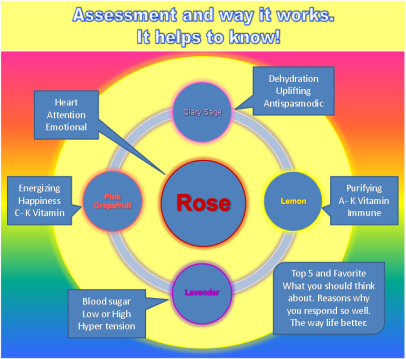 Assessment and way it works.
It helps to know!
Dehydration
Uplifting
Antispasmodic
Heart
Attention
Emotional
Clary Sage
Energizing
Happiness
C- K Vitamin
Pink
Grapefruit
Rose
Lemon
Purifying
A- K Vitamin
Immune
Lavender
Blood sugar
Low or High
Hyper tension
Top 5 and Favorite
What you should think
about. Reasons why
you respond so well.
The way life better.